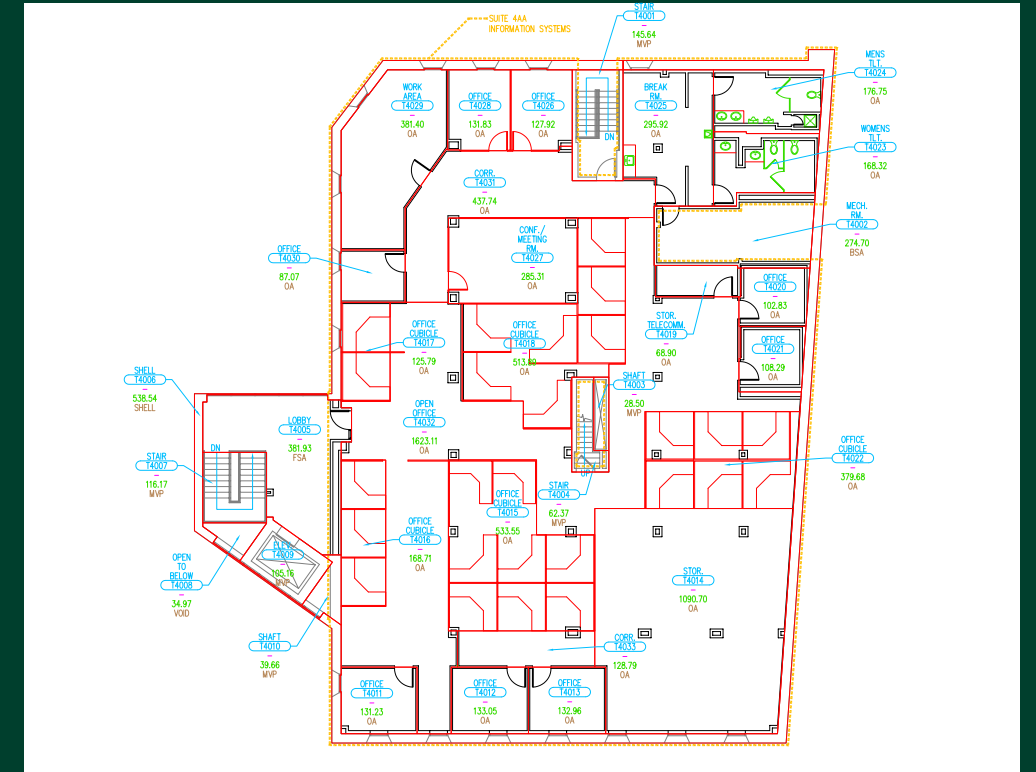 SUITE 4AA
INFORMATION SYSTEMS
STAIR
T4001
145.64
MVP
MENS
TLT.
T4024
176.75
OA
WORK
AREA
T4029
381.40
OA
OFFICE
T4028
131.83
OA
OFFICE
T4026
127.92
OA
DN
BREAK
RM.
T4025
295.92
OA
WOMENS
TLT.
T4023
168.32
OA
CORR.
T4031
437.74
OA
MECH.
RM.
T4002
274.70
BSA
OFFICE
T4030
87.07
OA
CONF./
MEETING
RM.
T4027
285.31
OA
OFFICE
T4020
102.83
OA
OFFICE
CUBICLE
T4017
125.79
OA
OFFICE
CUBICLE
T4018
OA
STOR.
TELECOMM.
T4019
68.90
OA
OFFICE
T4021
108.29
OA
SHELL
T4006
538.54
SHELL
SHAFT
T4003
28.50
MVP
LOBBY
T4005
381.93
FSA
OPEN
OFFICE
T4032
1623.11
OA
DN
STAIR
T4007
116.17
MVP
OFFICE
CUBICLE
T4022
379.68
OA
UP
STAIR
T4004
62.37
MVP
OFFICE
CUBICLE
T4015
533.55
OA
OFFICE
CUBICLE
T4016
168.71
OA
ELEV.
T4009
105.16
MVP
OPEN
TO
BELOW
T4008
34.97
VOID
STOR.
T4014
1090.70
OA
SHAFT
T4010
39.66
MVP
CORR.
T4033
128.79
OA
OFFICE
T4011
131.23
OA
OFFICE
T4012
133.05
OA
OFFICE
T4013
132.96
OA